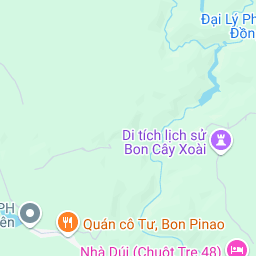 Đại Lý Ph
Đồn
Di tích lịch sử
Bon Cây Xoài
PH
ên
Quán cô Tư, Bon Pinao
Nhà Dúi (Chuột Tre 48)